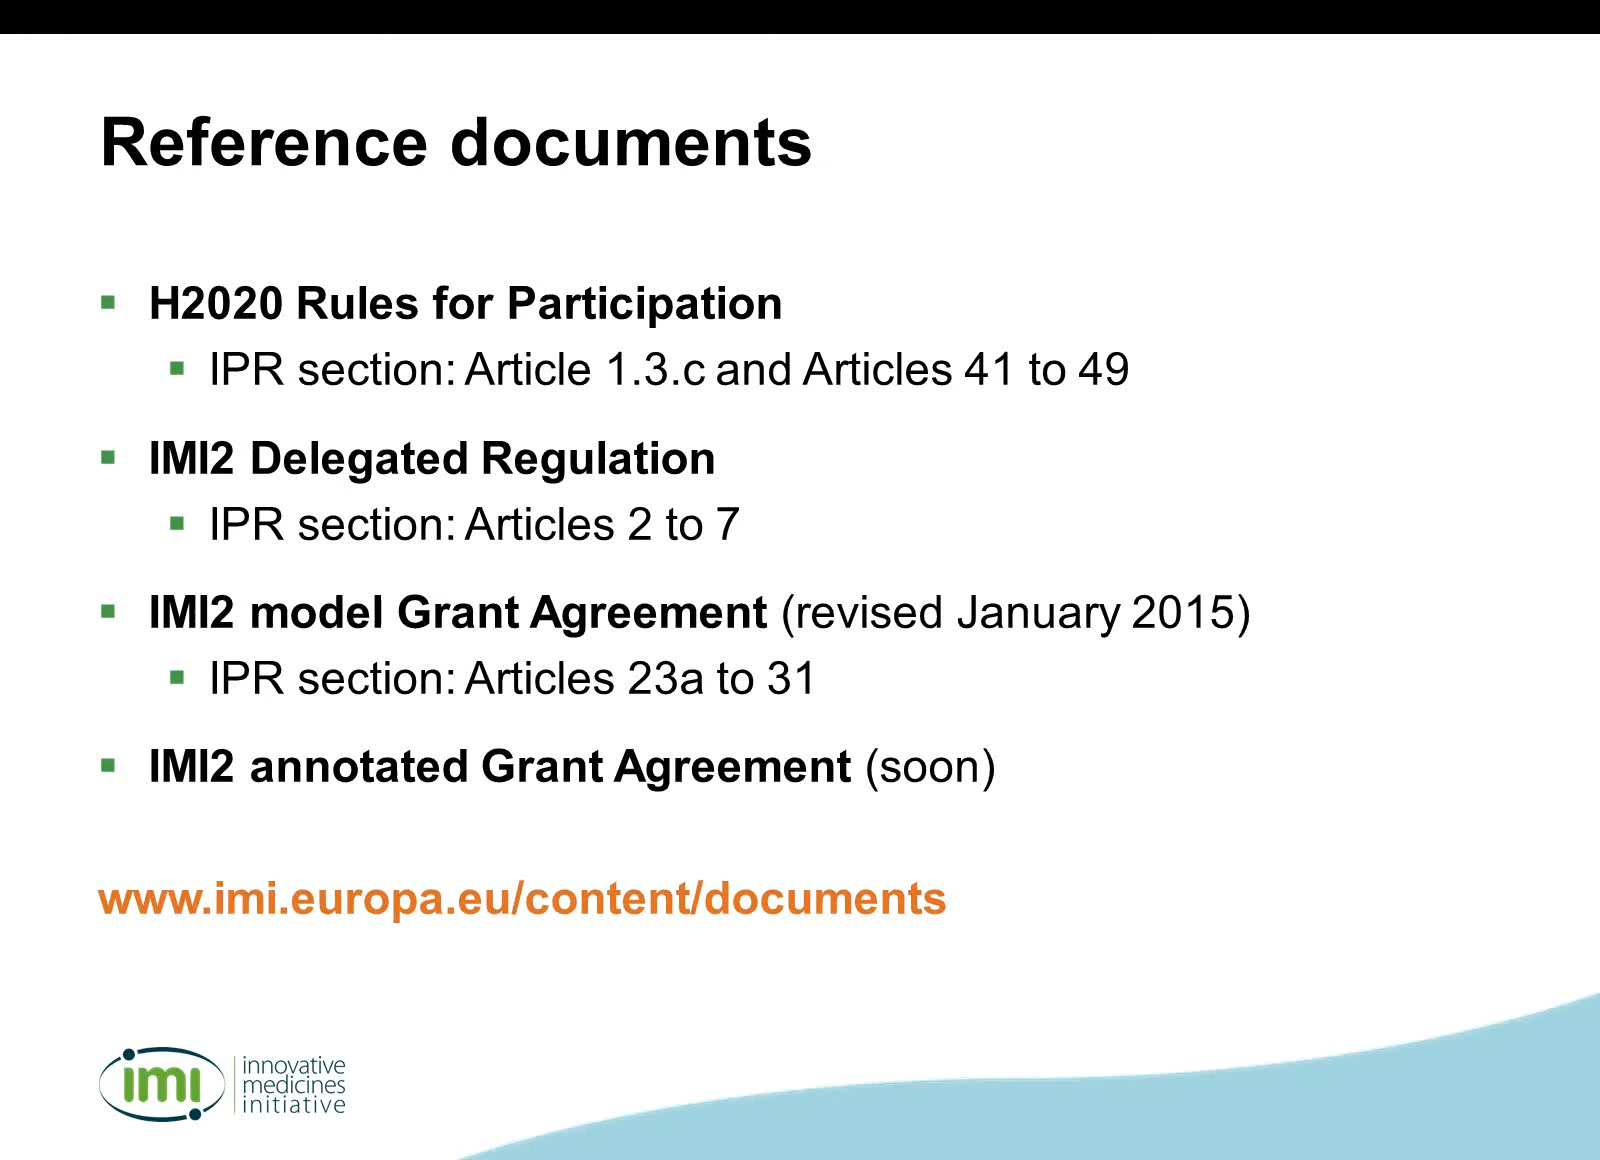 Reference documents
H2020 Rules for Participation
IPR section: Article 1.3.c and Articles 41 to 49
IMI2 Delegated Regulation
IPR section: Articles 2 to 7
IMI2 model Grant Agreement (revised January 2015)
IPR section: Articles 23a to 31
IMI2 annotated Grant Agreement (soon)
www.imi.europa.eu/content/documents
imi
innovative
medicines
initiative